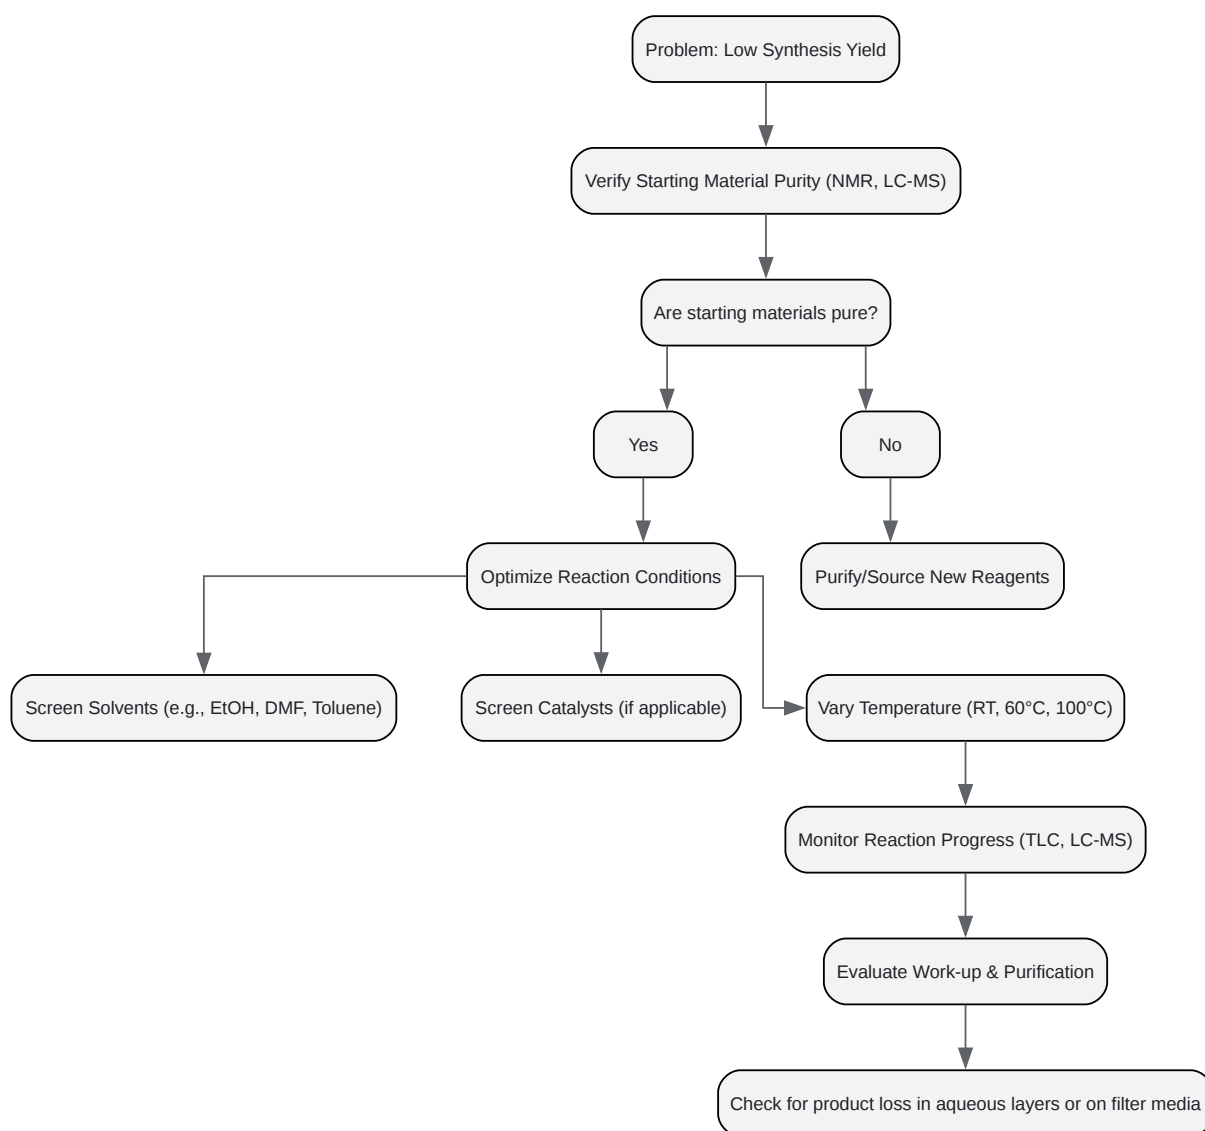 Problem: Low Synthesis Yield
Verify Starting Material Purity (NMR, LC-MS)
Are starting materials pure?
Yes
No
Optimize Reaction Conditions
Purify/Source New Reagents
Screen Solvents (e.g., EtOH, DMF, Toluene)
Screen Catalysts (if applicable)
Vary Temperature (RT, 60°C, 100°C)
Monitor Reaction Progress (TLC, LC-MS)
Evaluate Work-up & Purification
Check for product loss in aqueous layers or on filter media